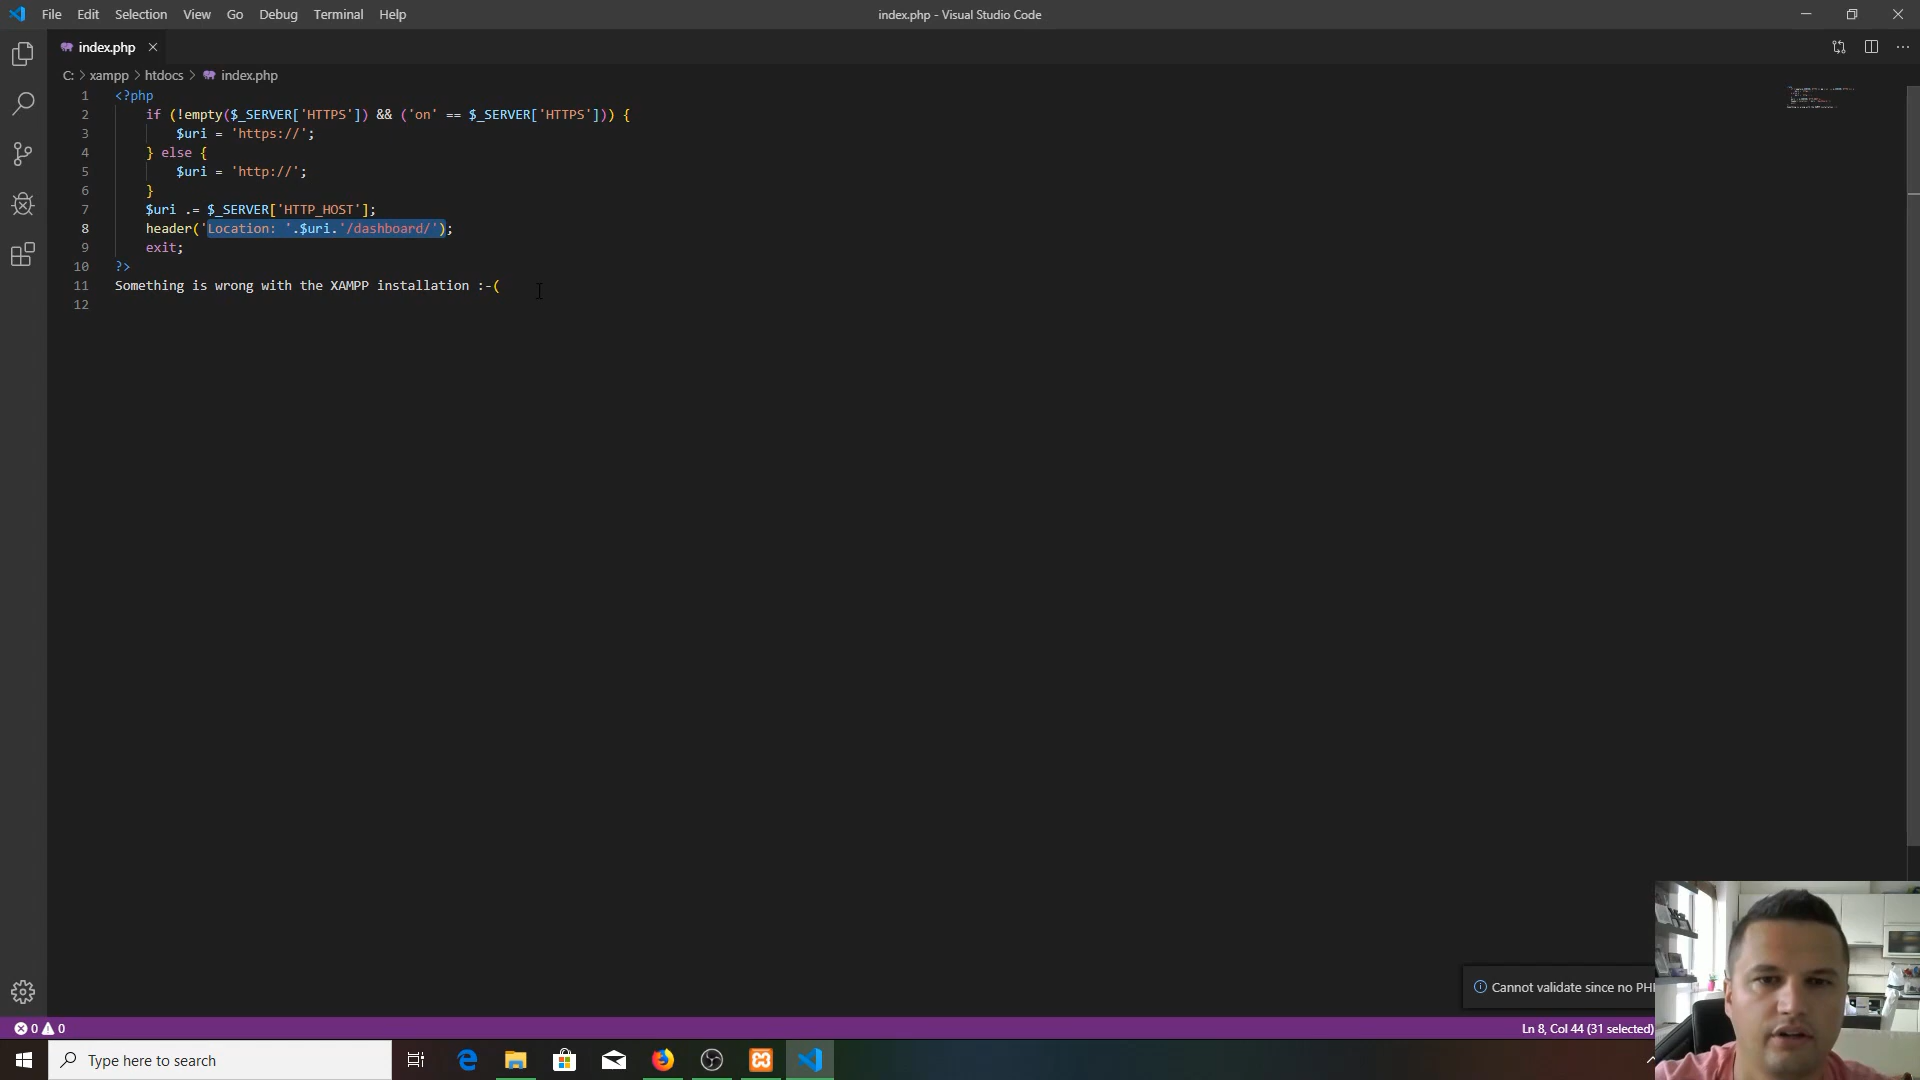 File Edit Selection View Go Debug Terminal Help
index.php - Visual Studio Code
index.php
C: > xampp > htdocs > index.php
1 <?php
2 if (!empty($_SERVER['HTTPS']) && ('on' == $_SERVER['HTTPS'])) {
3 $uri = 'https://';
4 } else {
5 $uri = 'http://';
6 }
7 $uri .= $_SERVER['HTTP_HOST'];
8 header('Location: '.$uri.'/dashboard/');
9 exit;
10 ?>
11 Something is wrong with the XAMPP installation :-(
12
Cannot validate since no PH
0 0
Ln 8, Col 44 (31 selected)
Type here to search